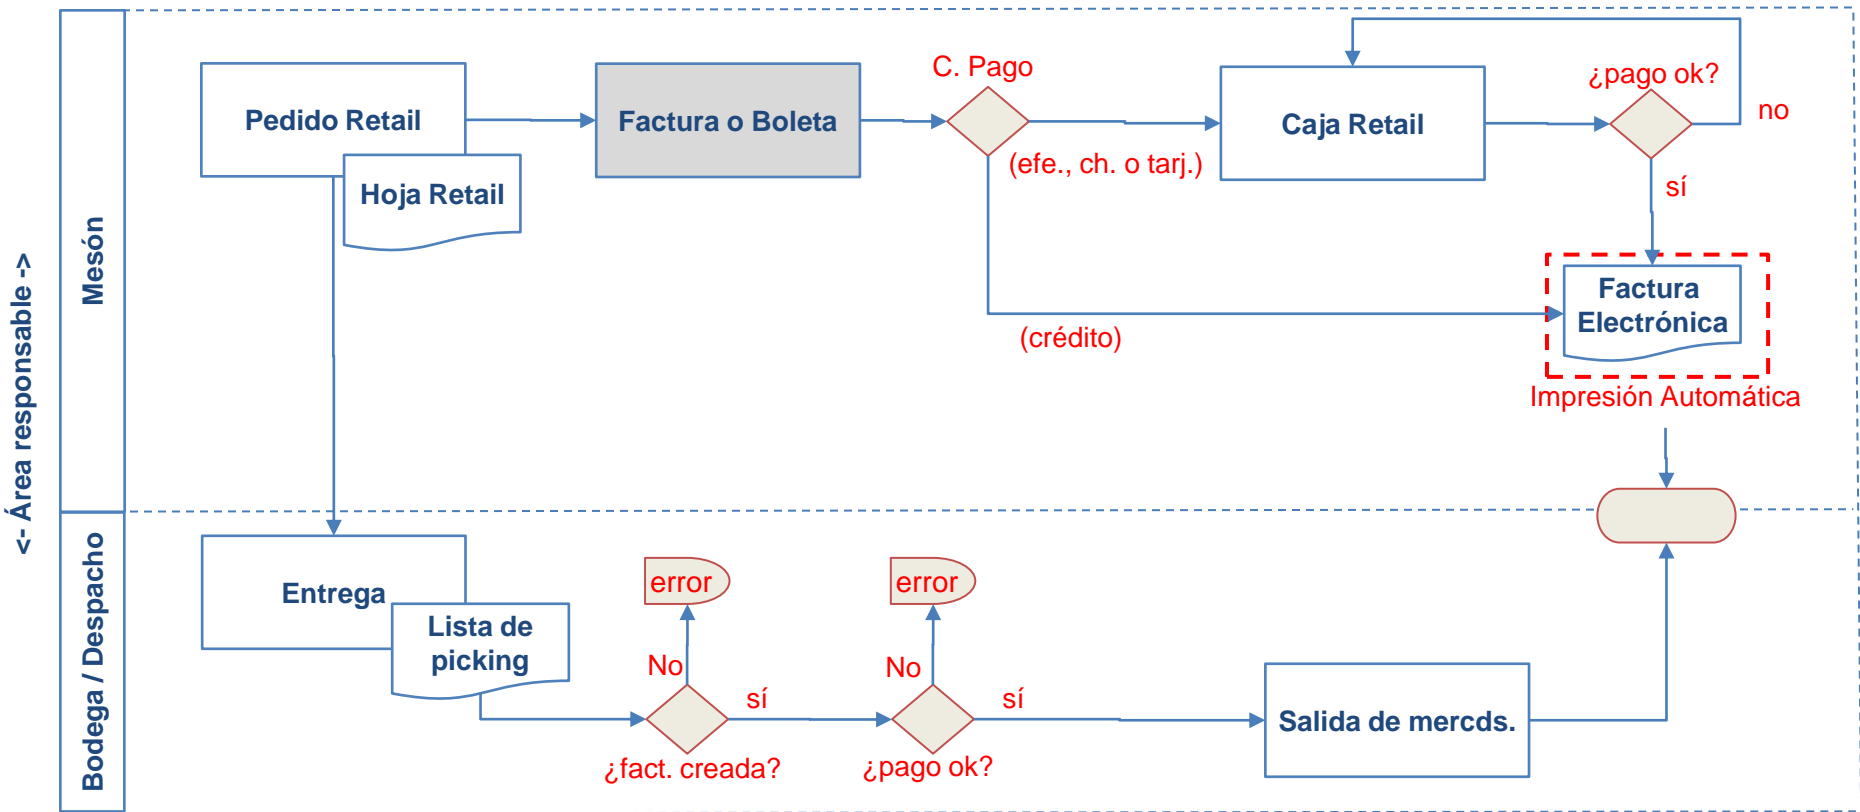 <- Área responsable ->
Mesón
Pedido Retail
Hoja Retail
Factura o Boleta
C. Pago
(efe., ch. o tarj.)
(crédito)
Caja Retail
¿pago ok?
no
sí
Factura
Electrónica
Impresión Automática
Bodega / Despacho
Entrega
Lista de
picking
error
No
sí
¿fact. creada?
error
No
sí
¿pago ok?
Salida de mercds.